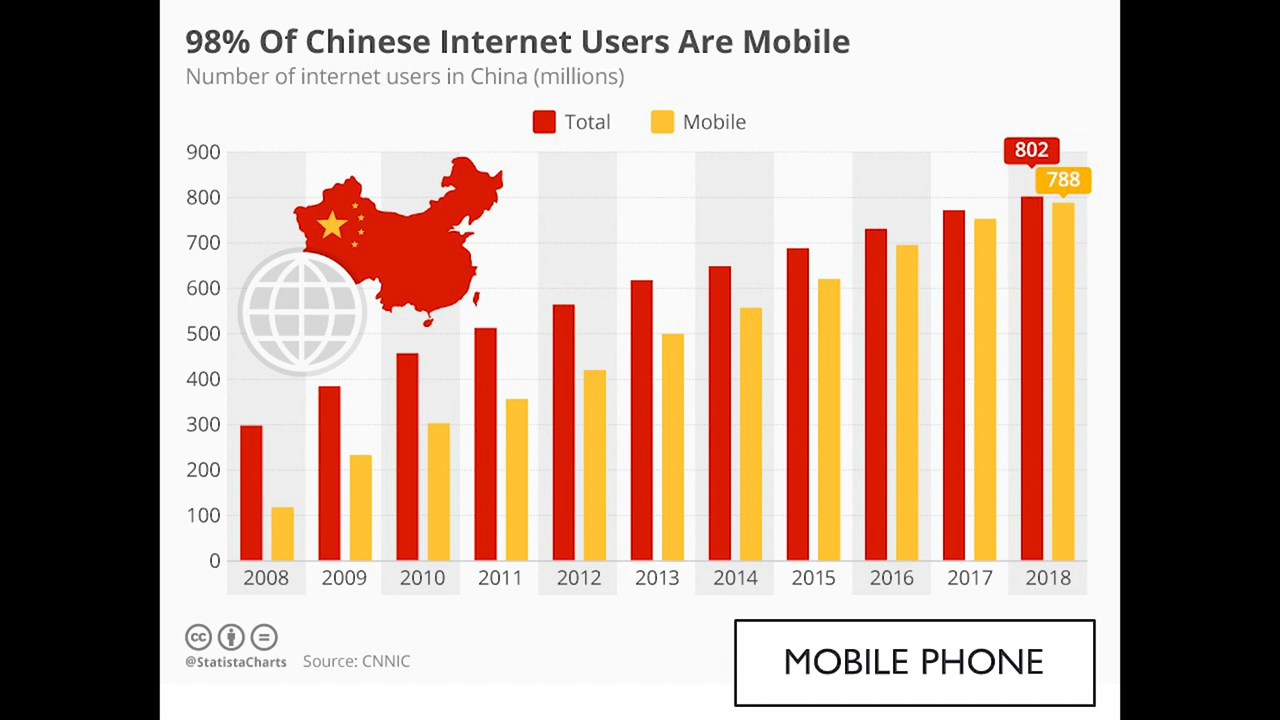 98% Of Chinese Internet Users Are Mobile
Number of internet users in China (millions)
Total Mobile
900
800
700
600
500
400
300
200
100
0
802
788
2008 2009 2010 2011 2012 2013 2014 2015 2016 2017 2018
cc
@StatistaCharts Source: CNNIC
MOBILE PHONE